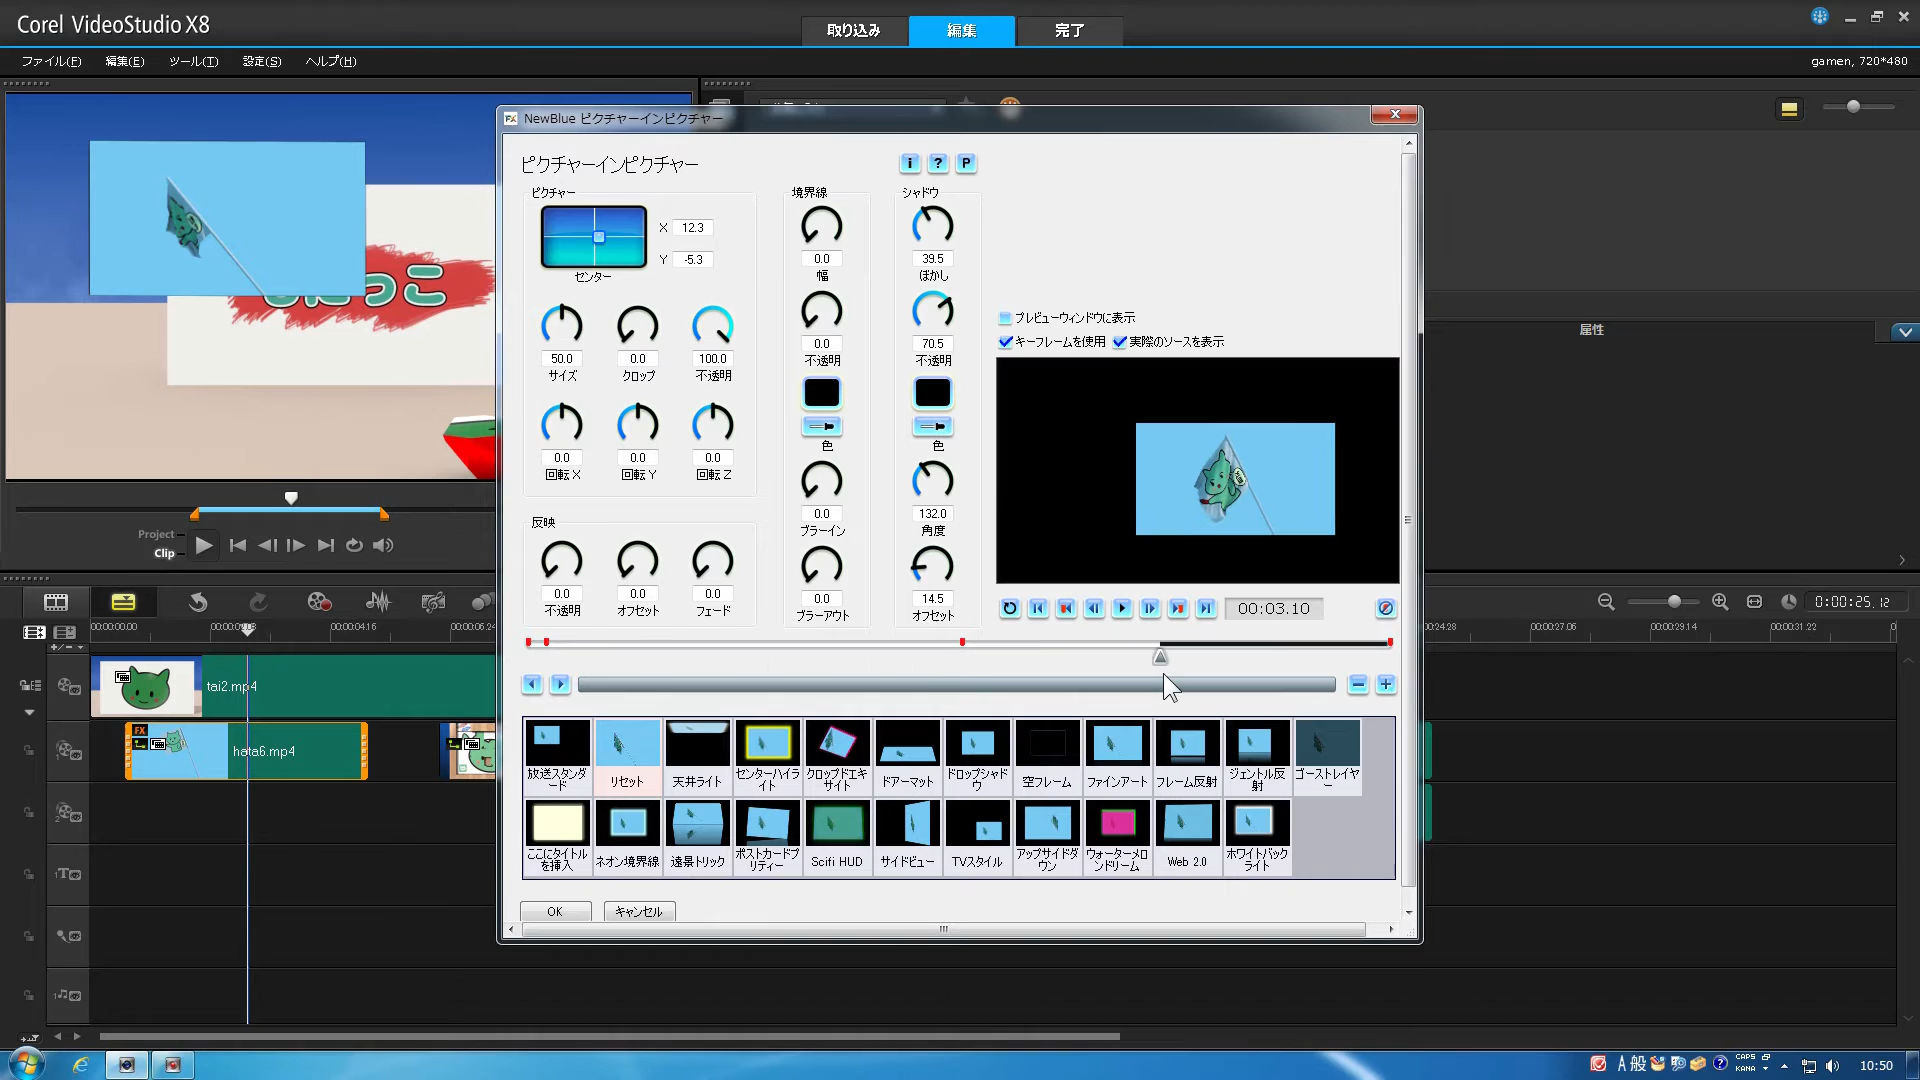 Corel VideoStudio X8
取り込み
編集
完了
ファイル(F)
編集(E)
ツール(T)
設定(S)
ヘルプ(H)
gamen, 720*480
NewBlue ピクチャーインピクチャー
ピクチャーインピクチャー
i
?
P
ピクチャー
境界線
シャドウ
X 12.3
Y -5.3
センター
0.0
幅
39.5
ぼかし
50.0
サイズ
0.0
クロップ
100.0
不透明
0.0
不透明
70.5
不透明
色
色
0.0
回転 X
0.0
回転 Y
0.0
回転 Z
0.0
ブラーイン
132.0
角度
反映
0.0
不透明
0.0
オフセット
0.0
フェード
0.0
ブラーアウト
14.5
オフセット
プレビューウィンドウに表示
キーフレームを使用
実際のソースを表示
属性
00:03.10
Project
Clip
0:00:25.12
00:00:00.00
00:00:04.16
00:00:06.24
00:00:27.06
00:00:29.14
00:00:31.22
tai2.mp4
FX
hata6.mp4
放送スタンダード
リセット
天井ライト
センターハイライト
クロップドエキサイト
ドアーマット
ドロップシャドウ
空フレーム
ファインアート
フレーム反射
ジェントル反射
ゴーストレイヤー
ここにタイトルを挿入
ネオン境界線
遠景トリック
ポストカードプリティー
Scifi HUD
サイドビュー
TVスタイル
アップサイドダウン
ウォーターメロンドリーム
Web 2.0
ホワイトバックライト
OK
キャンセル
A 般
CAPS
KANA
10:50